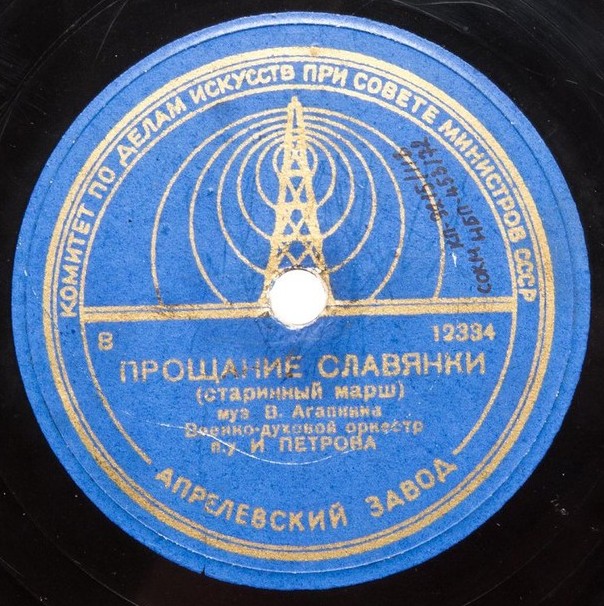 КОМИТЕТ ПО ДЕЛАМ ИСКУССТВ ПРИ СОВЕТЕ МИНИСТРОВ СССР
В 12334
ПРОЩАНИЕ СЛАВЯНКИ
(старинный марш)
муз В. Агапкина
Военно-духовой оркестр
п.у И ПЕТРОВА
АПРЕЛЕВСКИЙ ЗАВОД